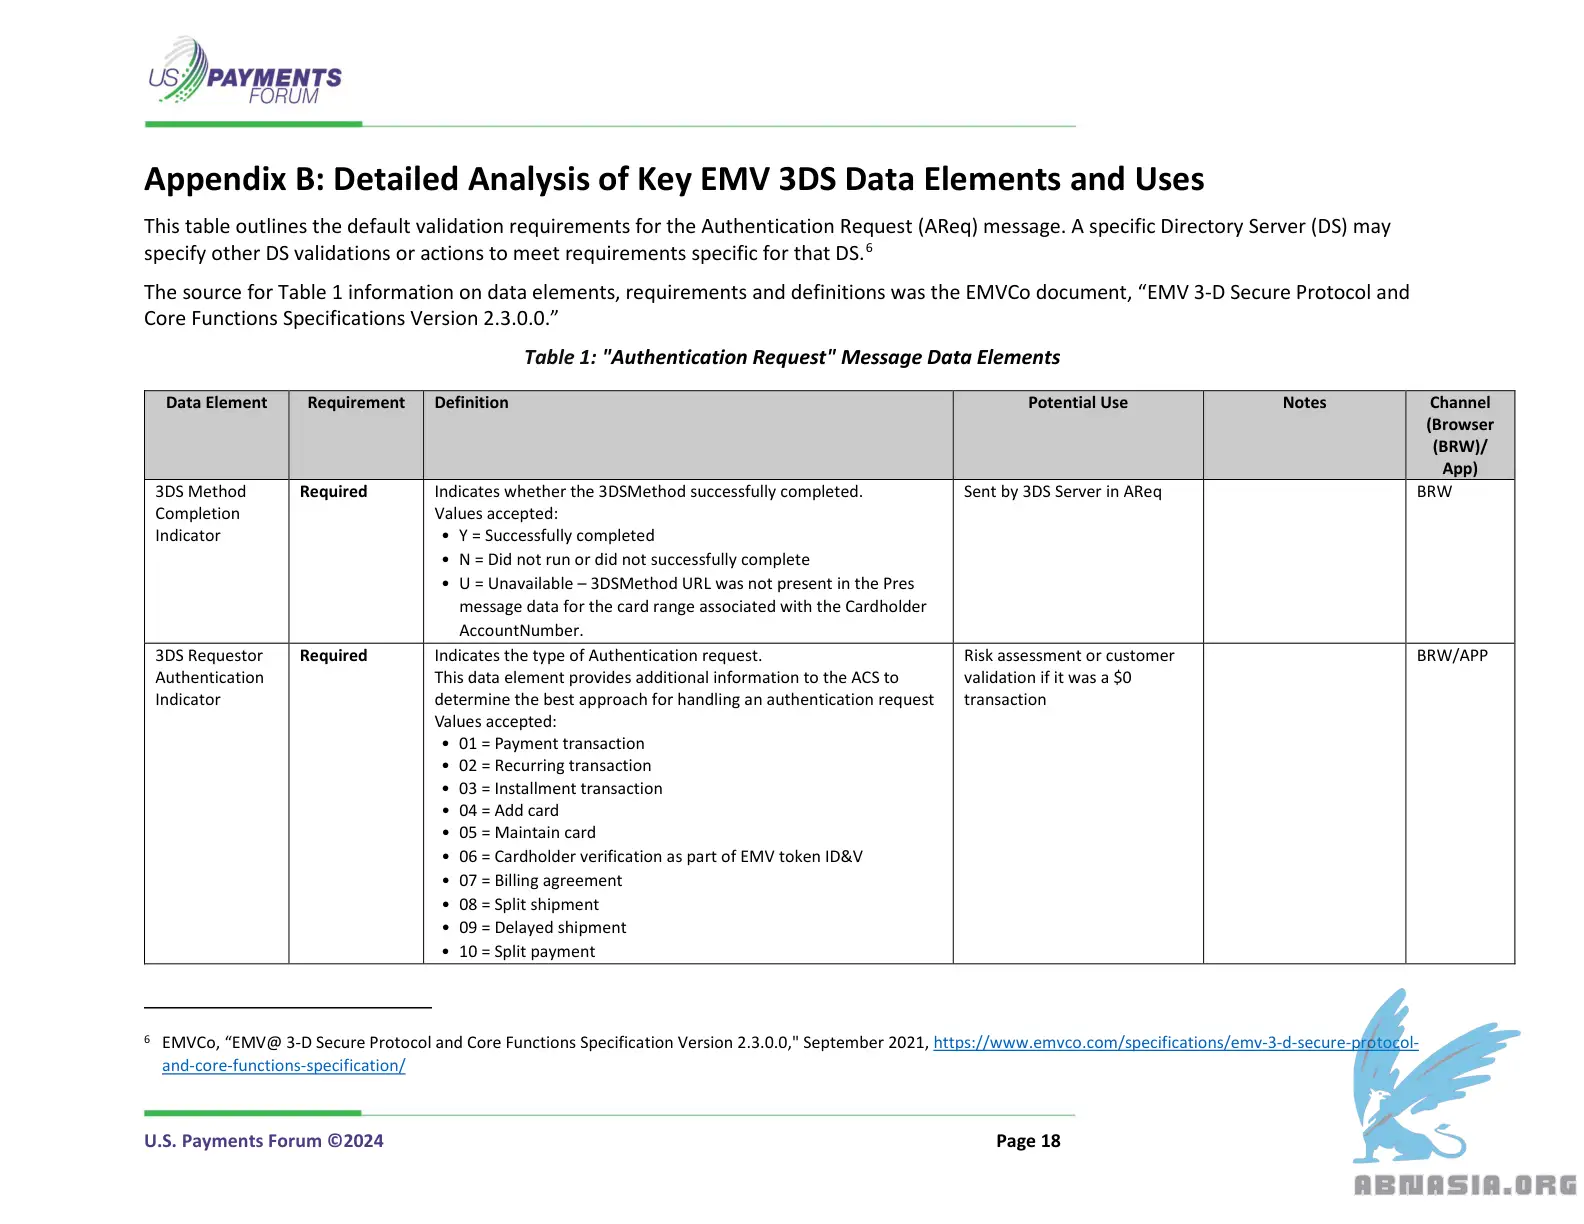 US PAYMENTS
FORUM
Appendix B: Detailed Analysis of Key EMV 3DS Data Elements and Uses
This table outlines the default validation requirements for the Authentication Request (AReq) message. A specific Directory Server (DS) may
specify other DS validations or actions to meet requirements specific for that DS.6
The source for Table 1 information on data elements, requirements and definitions was the EMVCo document, “EMV 3-D Secure Protocol and
Core Functions Specifications Version 2.3.0.0.”
Table 1: "Authentication Request" Message Data Elements
Data Element
Requirement
Definition
Potential Use
Notes
Channel
(Browser
(BRW)/
App)
3DS Method
Completion
Indicator
Required
Indicates whether the 3DSMethod successfully completed.
Values accepted:
• Y = Successfully completed
• N = Did not run or did not successfully complete
• U = Unavailable – 3DSMethod URL was not present in the Pres
message data for the card range associated with the Cardholder
AccountNumber.
Sent by 3DS Server in AReq
BRW
3DS Requestor
Authentication
Indicator
Required
Indicates the type of Authentication request.
This data element provides additional information to the ACS to
determine the best approach for handling an authentication request
Values accepted:
• 01 = Payment transaction
• 02 = Recurring transaction
• 03 = Installment transaction
• 04 = Add card
• 05 = Maintain card
• 06 = Cardholder verification as part of EMV token ID&V
• 07 = Billing agreement
• 08 = Split shipment
• 09 = Delayed shipment
• 10 = Split payment
Risk assessment or customer
validation if it was a $0
transaction
BRW/APP
6 EMVCo, “EMV@ 3-D Secure Protocol and Core Functions Specification Version 2.3.0.0," September 2021, https://www.emvco.com/specifications/emv-3-d-secure-protocol-
and-core-functions-specification/
U.S. Payments Forum ©2024
Page 18
ABNASIA.ORG